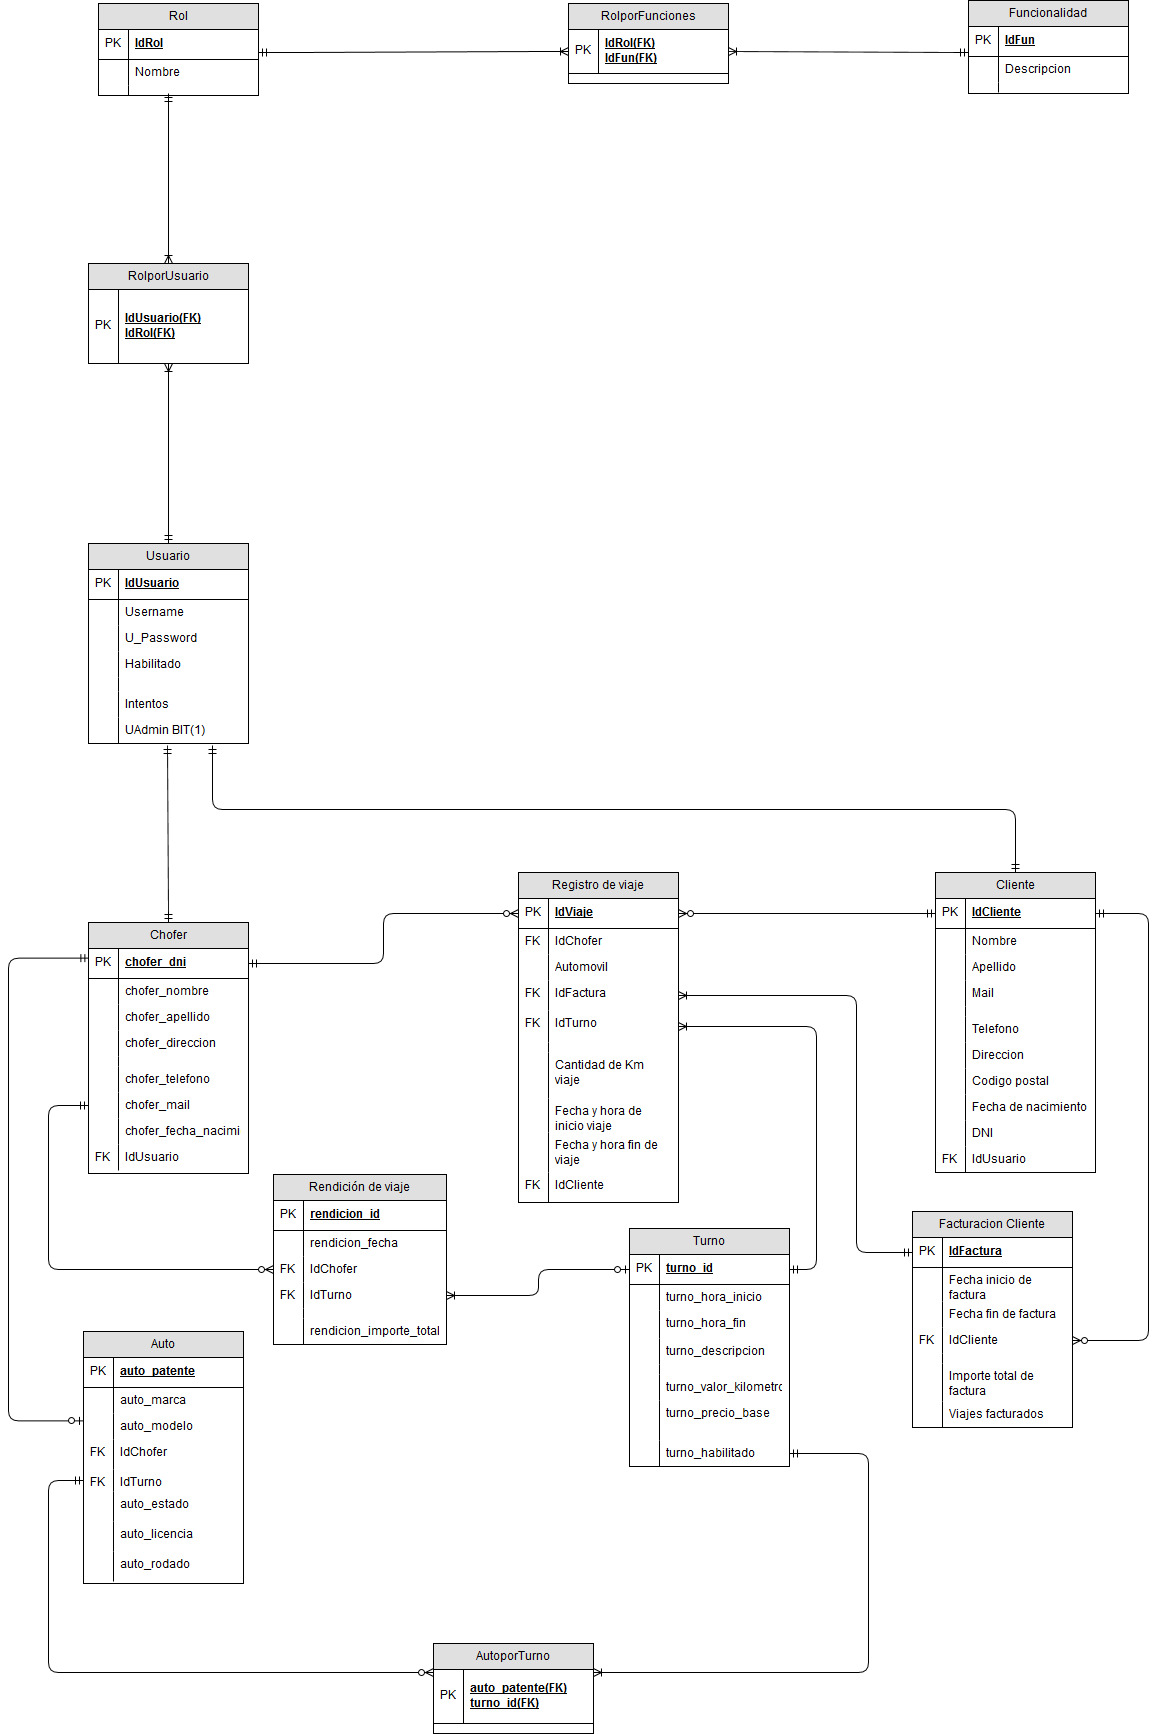 Rol
PK IdRol
Nombre
RolporFunciones
PK IdRol(FK)
IdFun(FK)
Funcionalidad
PK IdFun
Descripcion
RolporUsuario
PK IdUsuario(FK)
IdRol(FK)
Usuario
PK IdUsuario
Username
U_Password
Habilitado
Intentos
UAdmin BIT(1)
Chofer
PK chofer_dni
chofer_nombre
chofer_apellido
chofer_direccion
chofer_telefono
chofer_mail
chofer_fecha_nacimi
FK IdUsuario
Registro de viaje
PK IdViaje
FK IdChofer
Automovil
FK IdFactura
FK IdTurno
Cantidad de Km
viaje
Fecha y hora de
inicio viaje
Fecha y hora fin de
viaje
FK IdCliente
Cliente
PK IdCliente
Nombre
Apellido
Mail
Telefono
Direccion
Codigo postal
Fecha de nacimiento
DNI
FK IdUsuario
Rendición de viaje
PK rendicion_id
rendicion_fecha
FK IdChofer
FK IdTurno
rendicion_importe_total
Turno
PK turno_id
turno_hora_inicio
turno_hora_fin
turno_descripcion
turno_valor_kilometro
turno_precio_base
turno_habilitado
Facturacion Cliente
PK IdFactura
Fecha inicio de
factura
Fecha fin de factura
FK IdCliente
Importe total de
factura
Viajes facturados
Auto
PK auto_patente
auto_marca
auto_modelo
FK IdChofer
FK IdTurno
auto_estado
auto_licencia
auto_rodado
AutoporTurno
PK auto_patente(FK)
turno_id(FK)